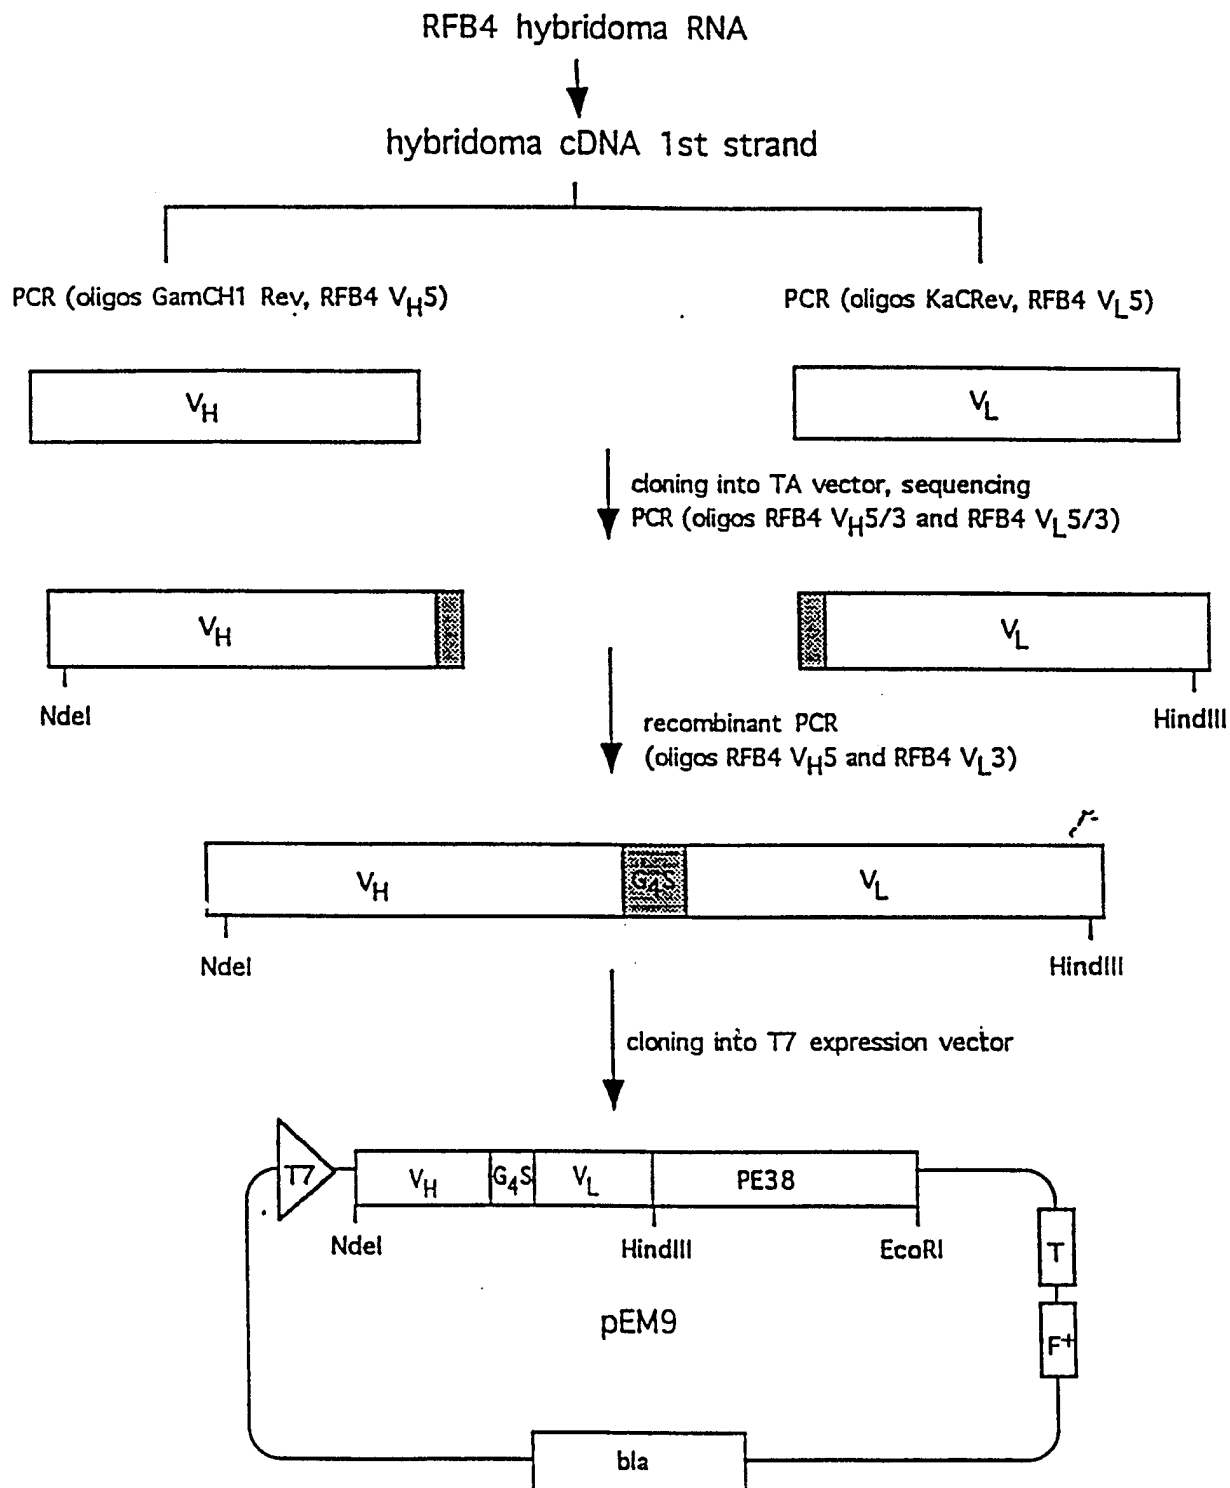 RFB4 hybridoma RNA
hybridoma cDNA 1st strand
PCR (oligos GamCH1 Rev, RFB4 VH5)
PCR (oligos KaCRev, RFB4 VL5)
VH
VL
cloning into TA vector, sequencing
PCR (oligos RFB4 VH5/3 and RFB4 VL5/3)
VH
VL
NdeI
HindIII
recombinant PCR
(oligos RFB4 VH5 and RFB4 VL3)
VH
G4S
VL
NdeI
HindIII
cloning into T7 expression vector
T7
VH
G4S
VL
PE38
NdeI
HindIII
EcoRI
T
pEM9
F+
bla